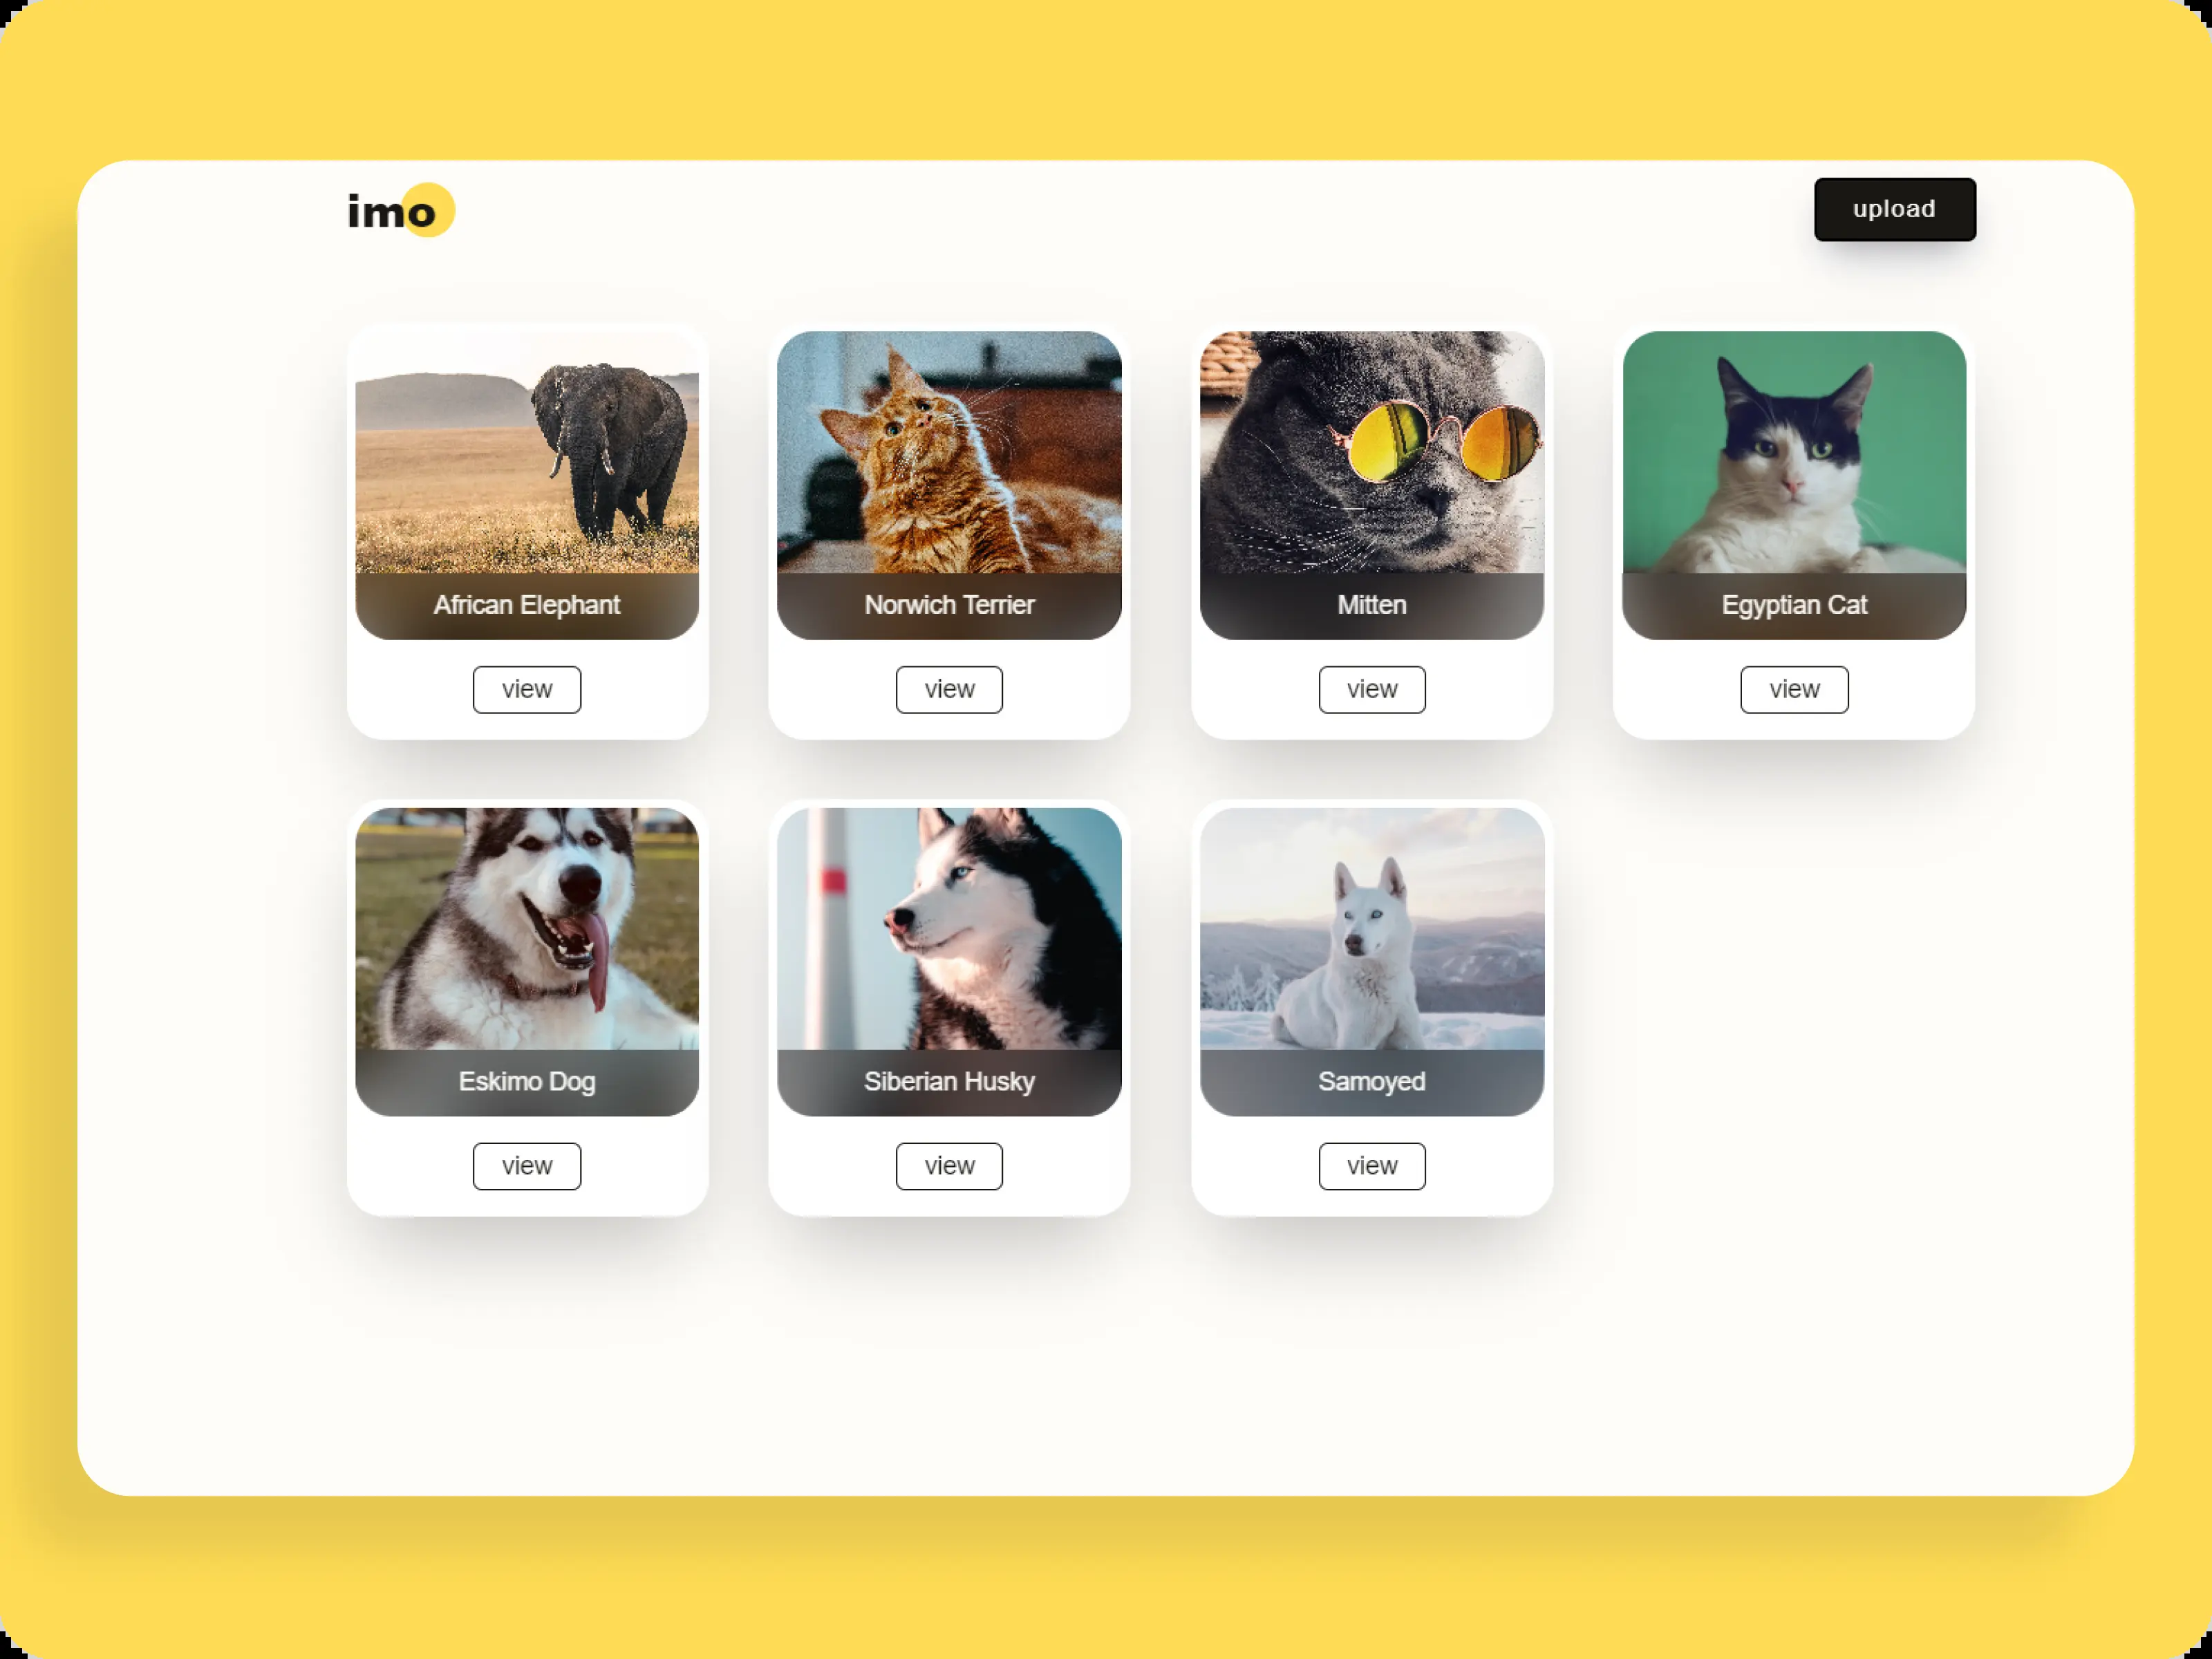 imo
upload
African Elephant
Norwich Terrier
Mitten
Egyptian Cat
view
view
view
view
Eskimo Dog
Siberian Husky
Samoyed
view
view
view